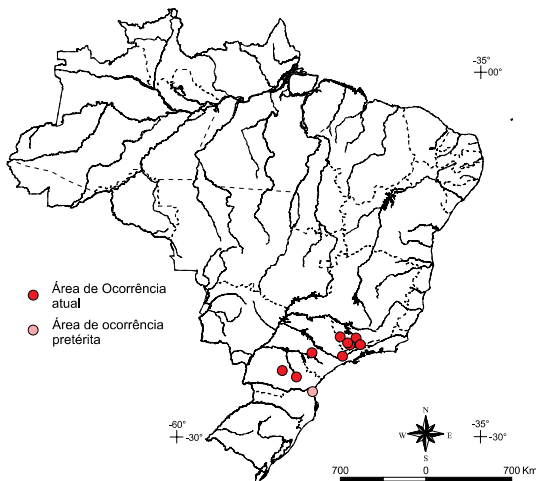 -35°
00°
Área de Ocorrência
atual
Área de ocorrência
pretérita
-60°
-30°
N
W E
S
-35°
-30°
700 0 700 Km